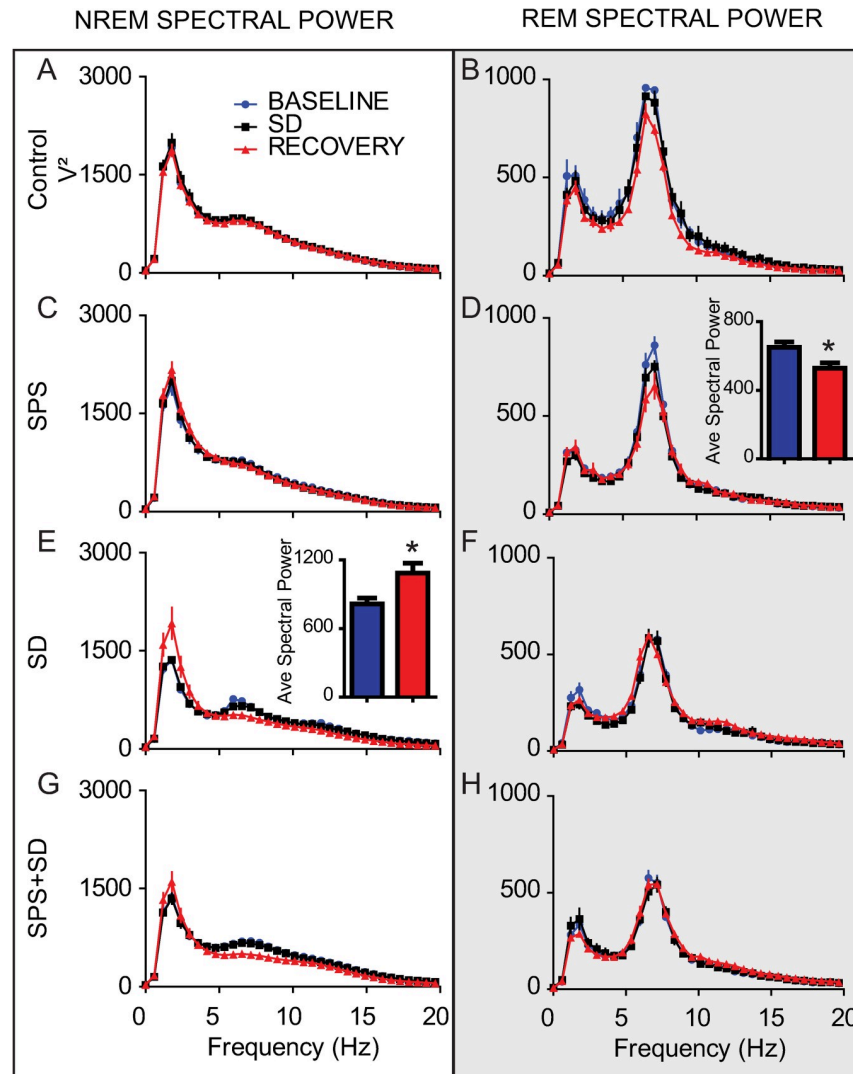 NREM SPECTRAL POWER
REM SPECTRAL POWER
A
3000
1500
0
Control
V²
BASELINE
SD
RECOVERY
B
1000
500
0
C
3000
1500
0
SPS
D
1000
500
0
Ave Spectral Power
800
400
0
*
E
3000
1500
0
SD
Ave Spectral Power
1200
600
0
*
F
1000
500
0
G
3000
1500
0
SPS+SD
0 5 10 15 20
Frequency (Hz)
H
1000
500
0
0 5 10 15 20
Frequency (Hz)